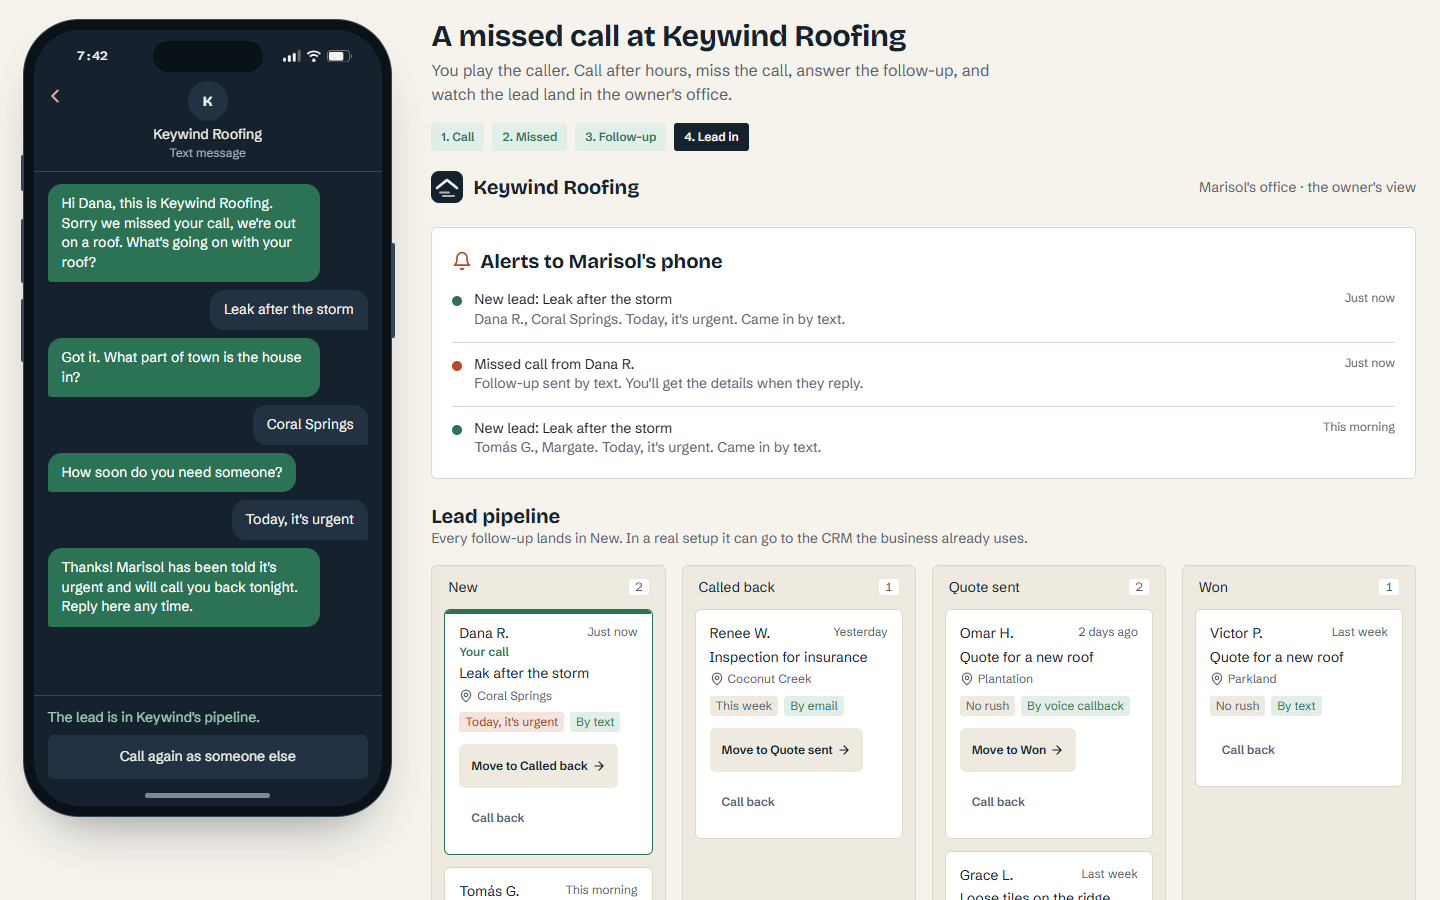 7:42
K
Keywind Roofing
Text message
Hi Dana, this is Keywind Roofing.
Sorry we missed your call, we're out
on a roof. What's going on with your
roof?
Leak after the storm
Got it. What part of town is the house
in?
Coral Springs
How soon do you need someone?
Today, it's urgent
Thanks! Marisol has been told it's
urgent and will call you back tonight.
Reply here any time.
The lead is in Keywind's pipeline.
Call again as someone else
A missed call at Keywind Roofing
You play the caller. Call after hours, miss the call, answer the follow-up, and
watch the lead land in the owner's office.
1. Call
2. Missed
3. Follow-up
4. Lead in
Keywind Roofing
Marisol's office · the owner's view
Alerts to Marisol's phone
New lead: Leak after the storm
Just now
Dana R., Coral Springs. Today, it's urgent. Came in by text.
Missed call from Dana R.
Just now
Follow-up sent by text. You'll get the details when they reply.
New lead: Leak after the storm
This morning
Tomás G., Margate. Today, it's urgent. Came in by text.
Lead pipeline
Every follow-up lands in New. In a real setup it can go to the CRM the business already uses.
New
2
Dana R.
Just now
Your call
Leak after the storm
Coral Springs
Today, it's urgent
By text
Move to Called back →
Call back
Tomás G.
This morning
Called back
1
Renee W.
Yesterday
Inspection for insurance
Coconut Creek
This week
By email
Move to Quote sent →
Call back
Quote sent
2
Omar H.
2 days ago
Quote for a new roof
Plantation
No rush
By voice callback
Move to Won →
Call back
Grace L.
Last week
Loose tiles on the ridge
Won
1
Victor P.
Last week
Quote for a new roof
Parkland
No rush
By text
Call back